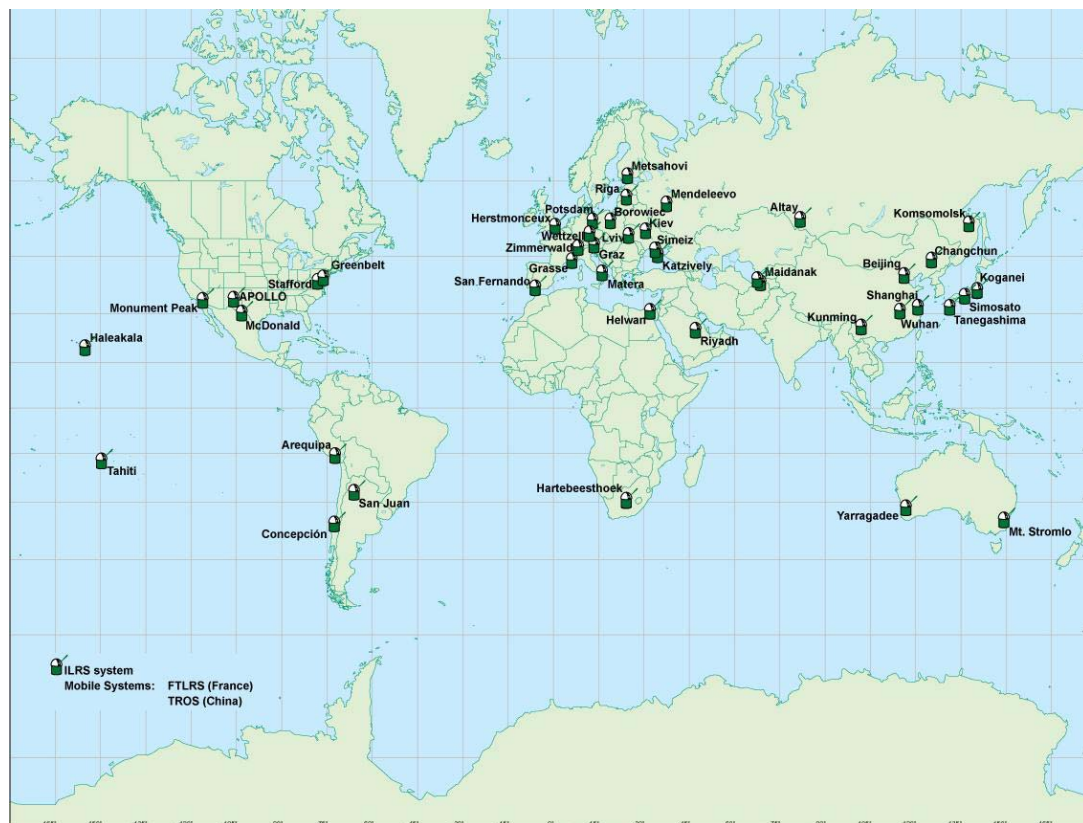 Metsahovi
Riga
Mendeleevo
Potsdam
Borowiec
Altay
Herstmonceux
Kiev
Komsomolsk
Wettzell
Lviv
Simeiz
Zimmerwald
Graz
Changchun
Greenbelt
Grasse
Katzively
Beijing
Stafford
San Fernando
Matera
Maidanak
Koganei
Monument Peak
APOLLO
Shanghai
Simosato
McDonald
Helwan
Kunming
Wuhan
Tanegashima
Haleakala
Riyadh
Arequipa
Tahiti
San Juan
Hartebeesthoek
Yarragadee
Concepción
Mt. Stromlo
ILRS system
Mobile Systems: FTLRS (France)
TROS (China)